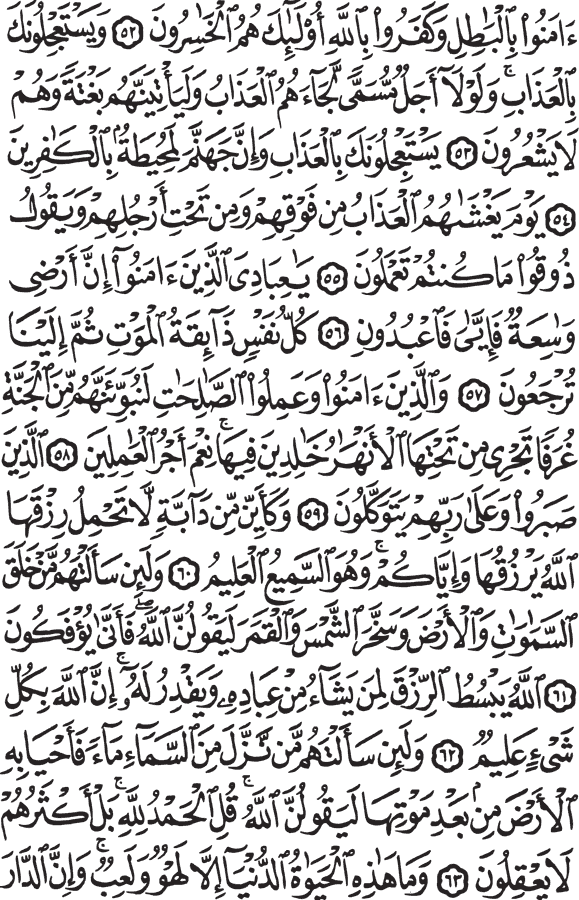 ءَامَنُوا۟ بِٱلْبَٰطِلِ وَكَفَرُوا۟ بِٱللَّهِ أُو۟لَٰٓئِكَ هُمُ ٱلْخَٰسِرُونَ ٥٢ وَيَسْتَعْجِلُونَكَ
بِٱلْعَذَابِ ۚ وَلَوْلَآ أَجَلٌ مُّسَمًّى لَّجَآءَهُمُ ٱلْعَذَابُ وَلَيَأْتِيَنَّهُم بَغْتَةً وَهُمْ
لَا يَشْعُرُونَ ٥٣ يَسْتَعْجِلُونَكَ بِٱلْعَذَابِ وَإِنَّ جَهَنَّمَ لَمُحِيطَةٌۢ بِٱلْكَٰفِرِينَ
٥٤ يَوْمَ يَغْشَىٰهُمُ ٱلْعَذَابُ مِن فَوْقِهِمْ وَمِن تَحْتِ أَرْجُلِهِمْ وَيَقُولُ
ذُوقُوا۟ مَا كُنتُمْ تَعْمَلُونَ ٥٥ يَٰعِبَادِىَ ٱلَّذِينَ ءَامَنُوٓا۟ إِنَّ أَرْضِى
وَٰسِعَةٌ فَإِيَّٰىَ فَٱعْبُدُونِ ٥٦ كُلُّ نَفْسٍ ذَآئِقَةُ ٱلْمَوْتِ ثُمَّ إِلَيْنَا
تُرْجَعُونَ ٥٧ وَٱلَّذِينَ ءَامَنُوا۟ وَعَمِلُوا۟ ٱلصَّٰلِحَٰتِ لَنُبَوِّئَنَّهُم مِّنَ ٱلْجَنَّةِ
غُرَفًا تَجْرِى مِن تَحْتِهَا ٱلْأَنْهَٰرُ خَٰلِدِينَ فِيهَا ۚ نِعْمَ أَجْرُ ٱلْعَٰمِلِينَ ٥٨ ٱلَّذِينَ
صَبَرُوا۟ وَعَلَىٰ رَبِّهِمْ يَتَوَكَّلُونَ ٥٩ وَكَأَيِّن مِّن دَآبَّةٍ لَّا تَحْمِلُ رِزْقَهَا
ٱللَّهُ يَرْزُقُهَا وَإِيَّاكُمْ ۚ وَهُوَ ٱلسَّمِيعُ ٱلْعَلِيمُ ٦٠ وَلَئِن سَأَلْتَهُم مَّنْ خَلَقَ
ٱلسَّمَٰوَٰتِ وَٱلْأَرْضَ وَسَخَّرَ ٱلشَّمْسَ وَٱلْقَمَرَ لَيَقُولُنَّ ٱللَّهُ ۖ فَأَنَّىٰ يُؤْفَكُونَ
٦١ ٱللَّهُ يَبْسُطُ ٱلرِّزْقَ لِمَن يَشَآءُ مِنْ عِبَادِهِۦ وَيَقْدِرُ لَهُۥٓ ۚ إِنَّ ٱللَّهَ بِكُلِّ
شَىْءٍ عَلِيمٌ ٦٢ وَلَئِن سَأَلْتَهُم مَّن نَّزَّلَ مِنَ ٱلسَّمَآءِ مَآءً فَأَحْيَا بِهِ
ٱلْأَرْضَ مِنۢ بَعْدِ مَوْتِهَا لَيَقُولُنَّ ٱللَّهُ ۚ قُلِ ٱلْحَمْدُ لِلَّهِ ۚ بَلْ أَكْثَرُهُمْ
لَا يَعْقِلُونَ ٦٣ وَمَا هَٰذِهِ ٱلْحَيَوٰةُ ٱلدُّنْيَآ إِلَّا لَهْوٌ وَلَعِبٌ ۚ وَإِنَّ ٱلدَّارَ